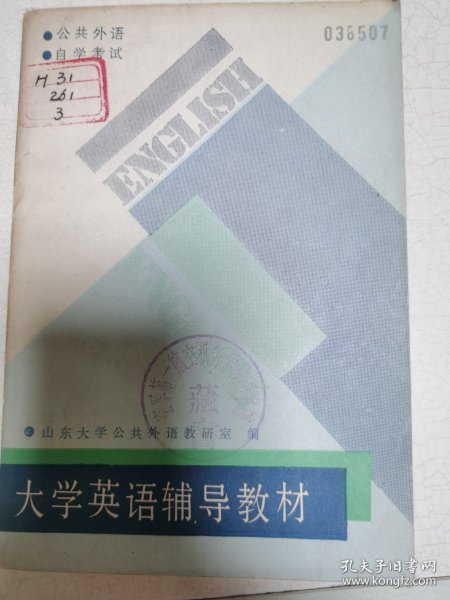 公共外语
自学考试
036507
H 31
261
3
ENGLISH
山东大学公共外语教研室 编
大学英语辅导教材
孔夫子旧书网
www.kongfz.com